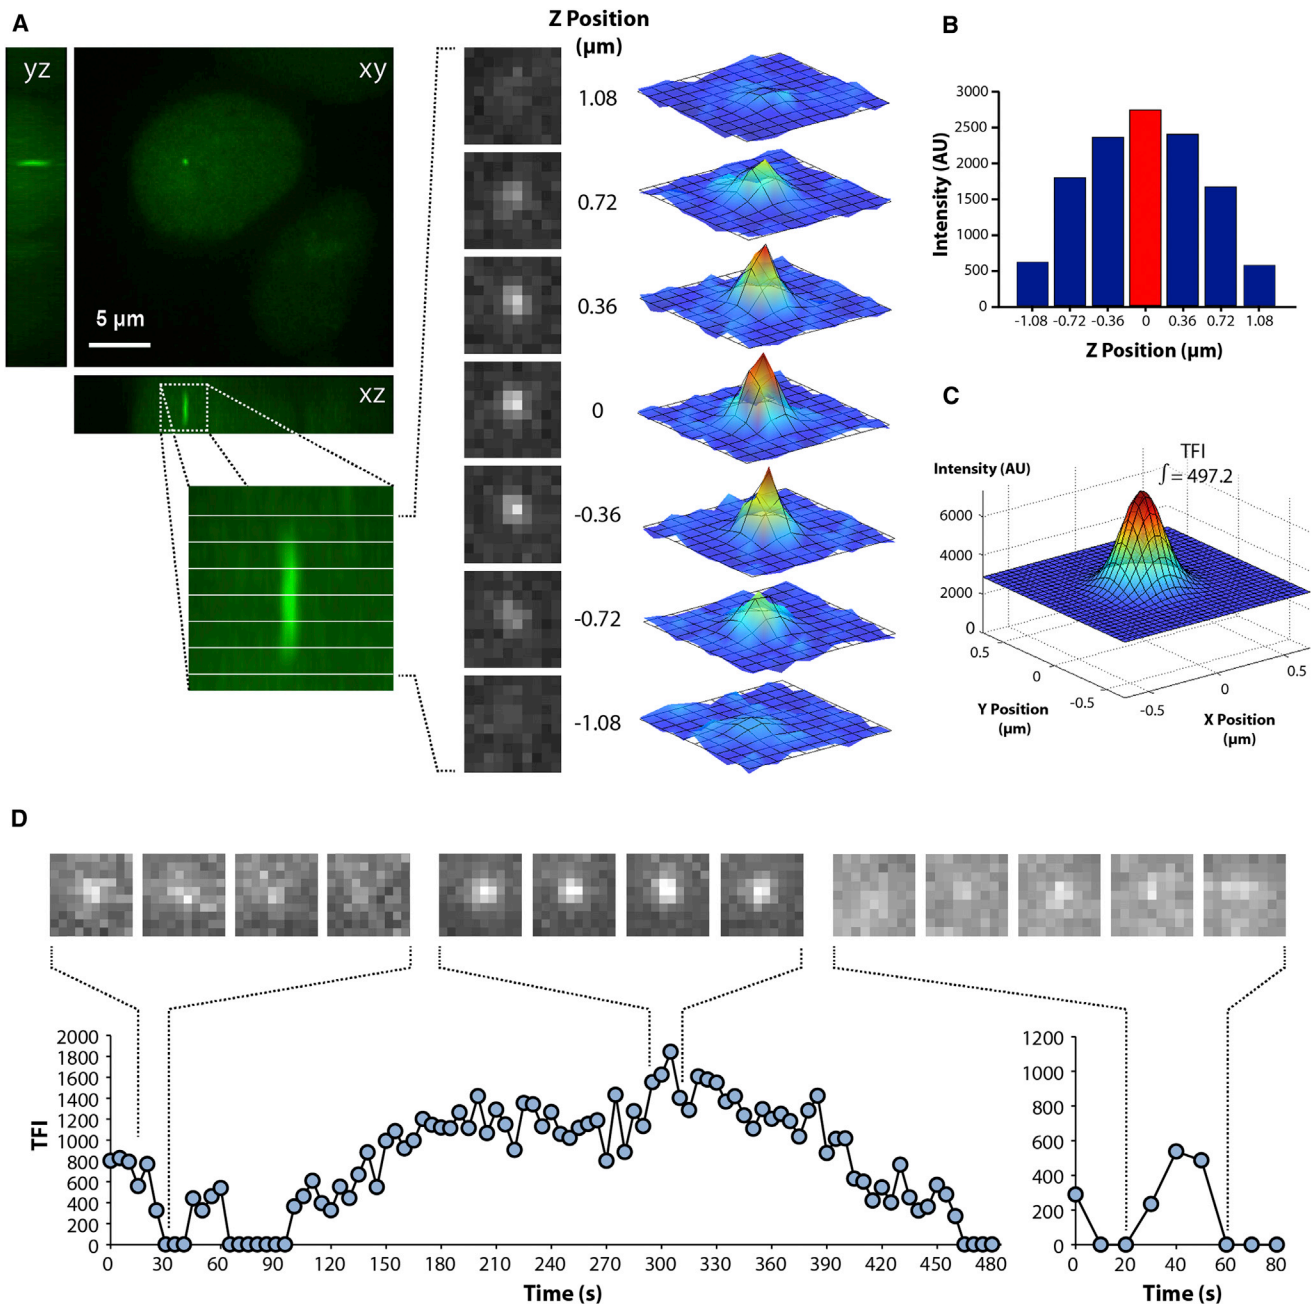 A
yz
xy
5 µm
xz
Z Position
(µm)
1.08
0.72
0.36
0
-0.36
-0.72
-1.08
B
Intensity (AU)
3000
2500
2000
1500
1000
500
0
-1.08 -0.72 -0.36 0 0.36 0.72 1.08
Z Position (µm)
C
Intensity (AU)
TFI
∫ = 497.2
6000
4000
2000
0
0.5
0
-0.5
Y Position
(µm)
-0.5
0
0.5
X Position
(µm)
D
TFI
2000
1800
1600
1400
1200
1000
800
600
400
200
0
0 30 60 90 120 150 180 210 240 270 300 330 360 390 420 450 480
Time (s)
1200
1000
800
600
400
200
0
0 20 40 60 80
Time (s)